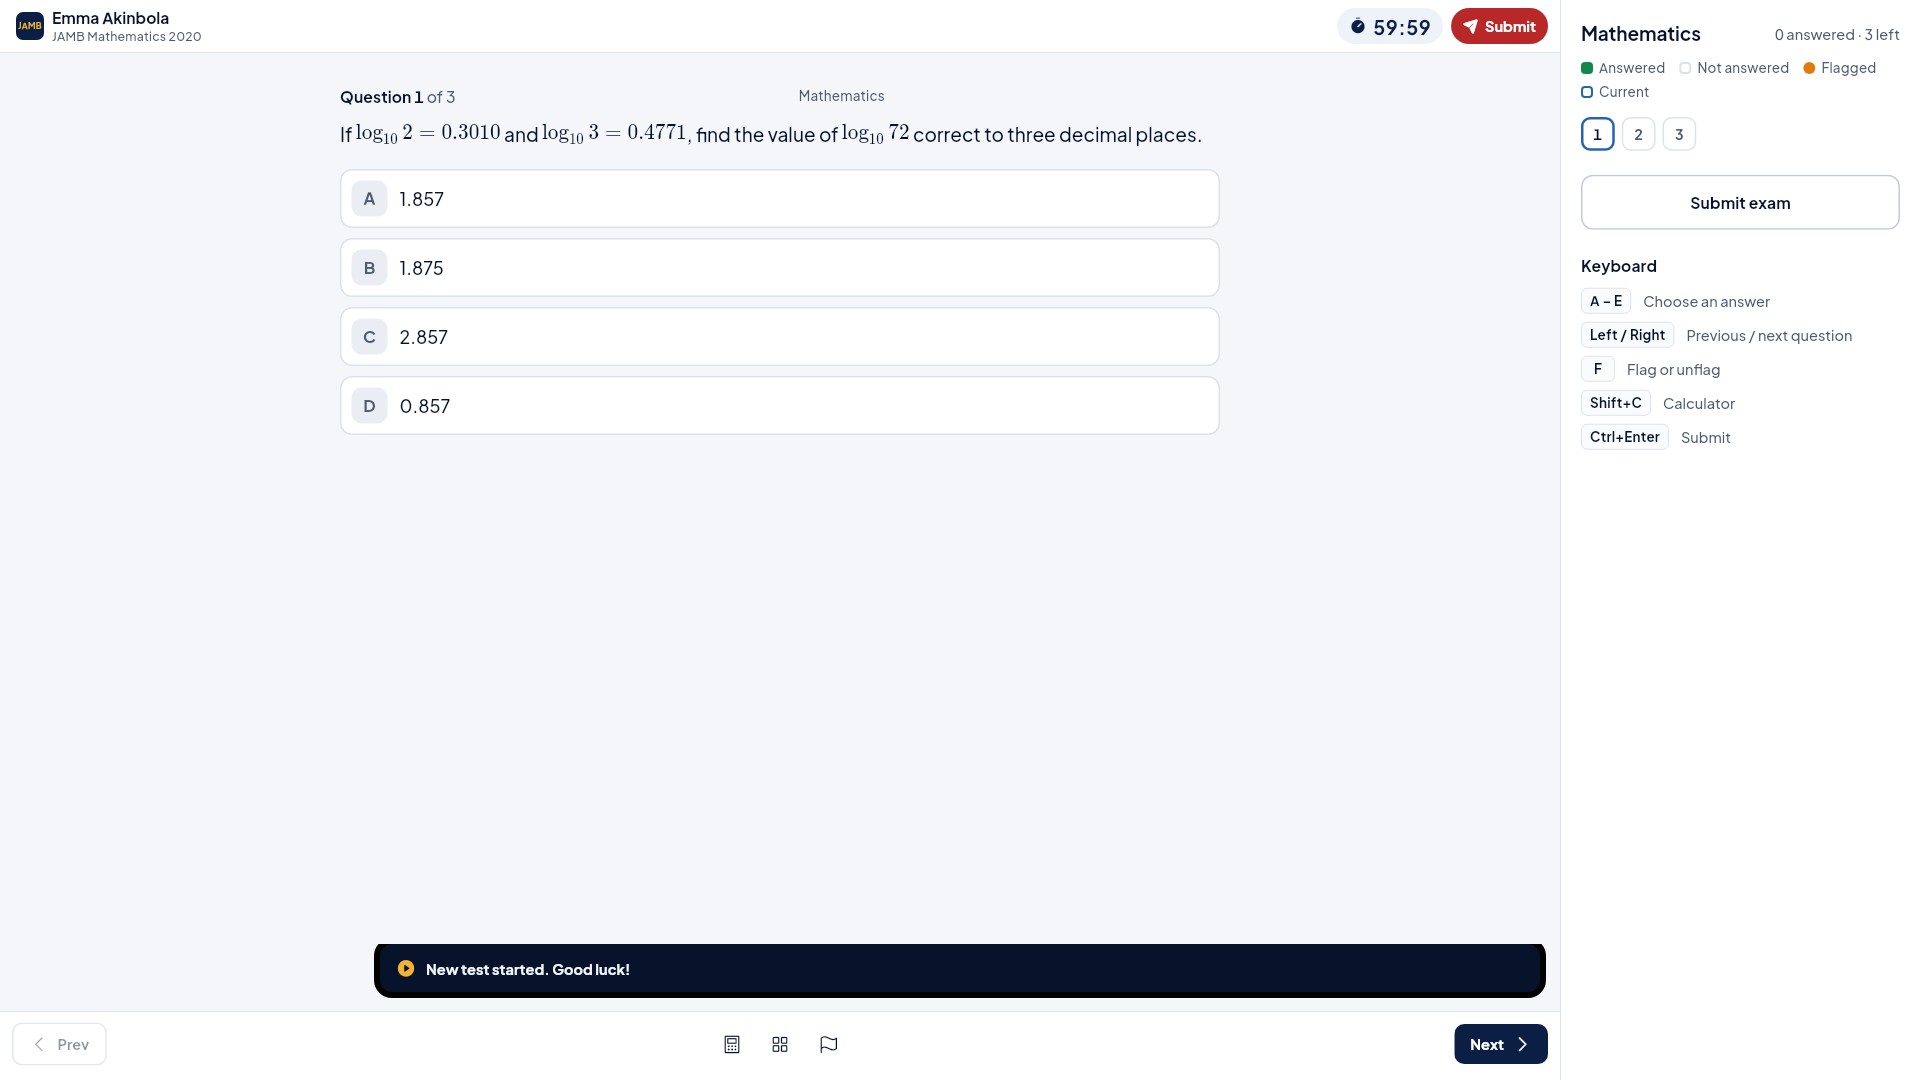 JAMB
Emma Akinbola
JAMB Mathematics 2020
59:59
Submit
Question 1 of 3
Mathematics
If log₁₀ 2 = 0.3010 and log₁₀ 3 = 0.4771, find the value of log₁₀ 72 correct to three decimal places.
A 1.857
B 1.875
C 2.857
D 0.857
New test started. Good luck!
Prev
Next
Mathematics
0 answered · 3 left
Answered Not answered Flagged
Current
1 2 3
Submit exam
Keyboard
A – E Choose an answer
Left / Right Previous / next question
F Flag or unflag
Shift+C Calculator
Ctrl+Enter Submit